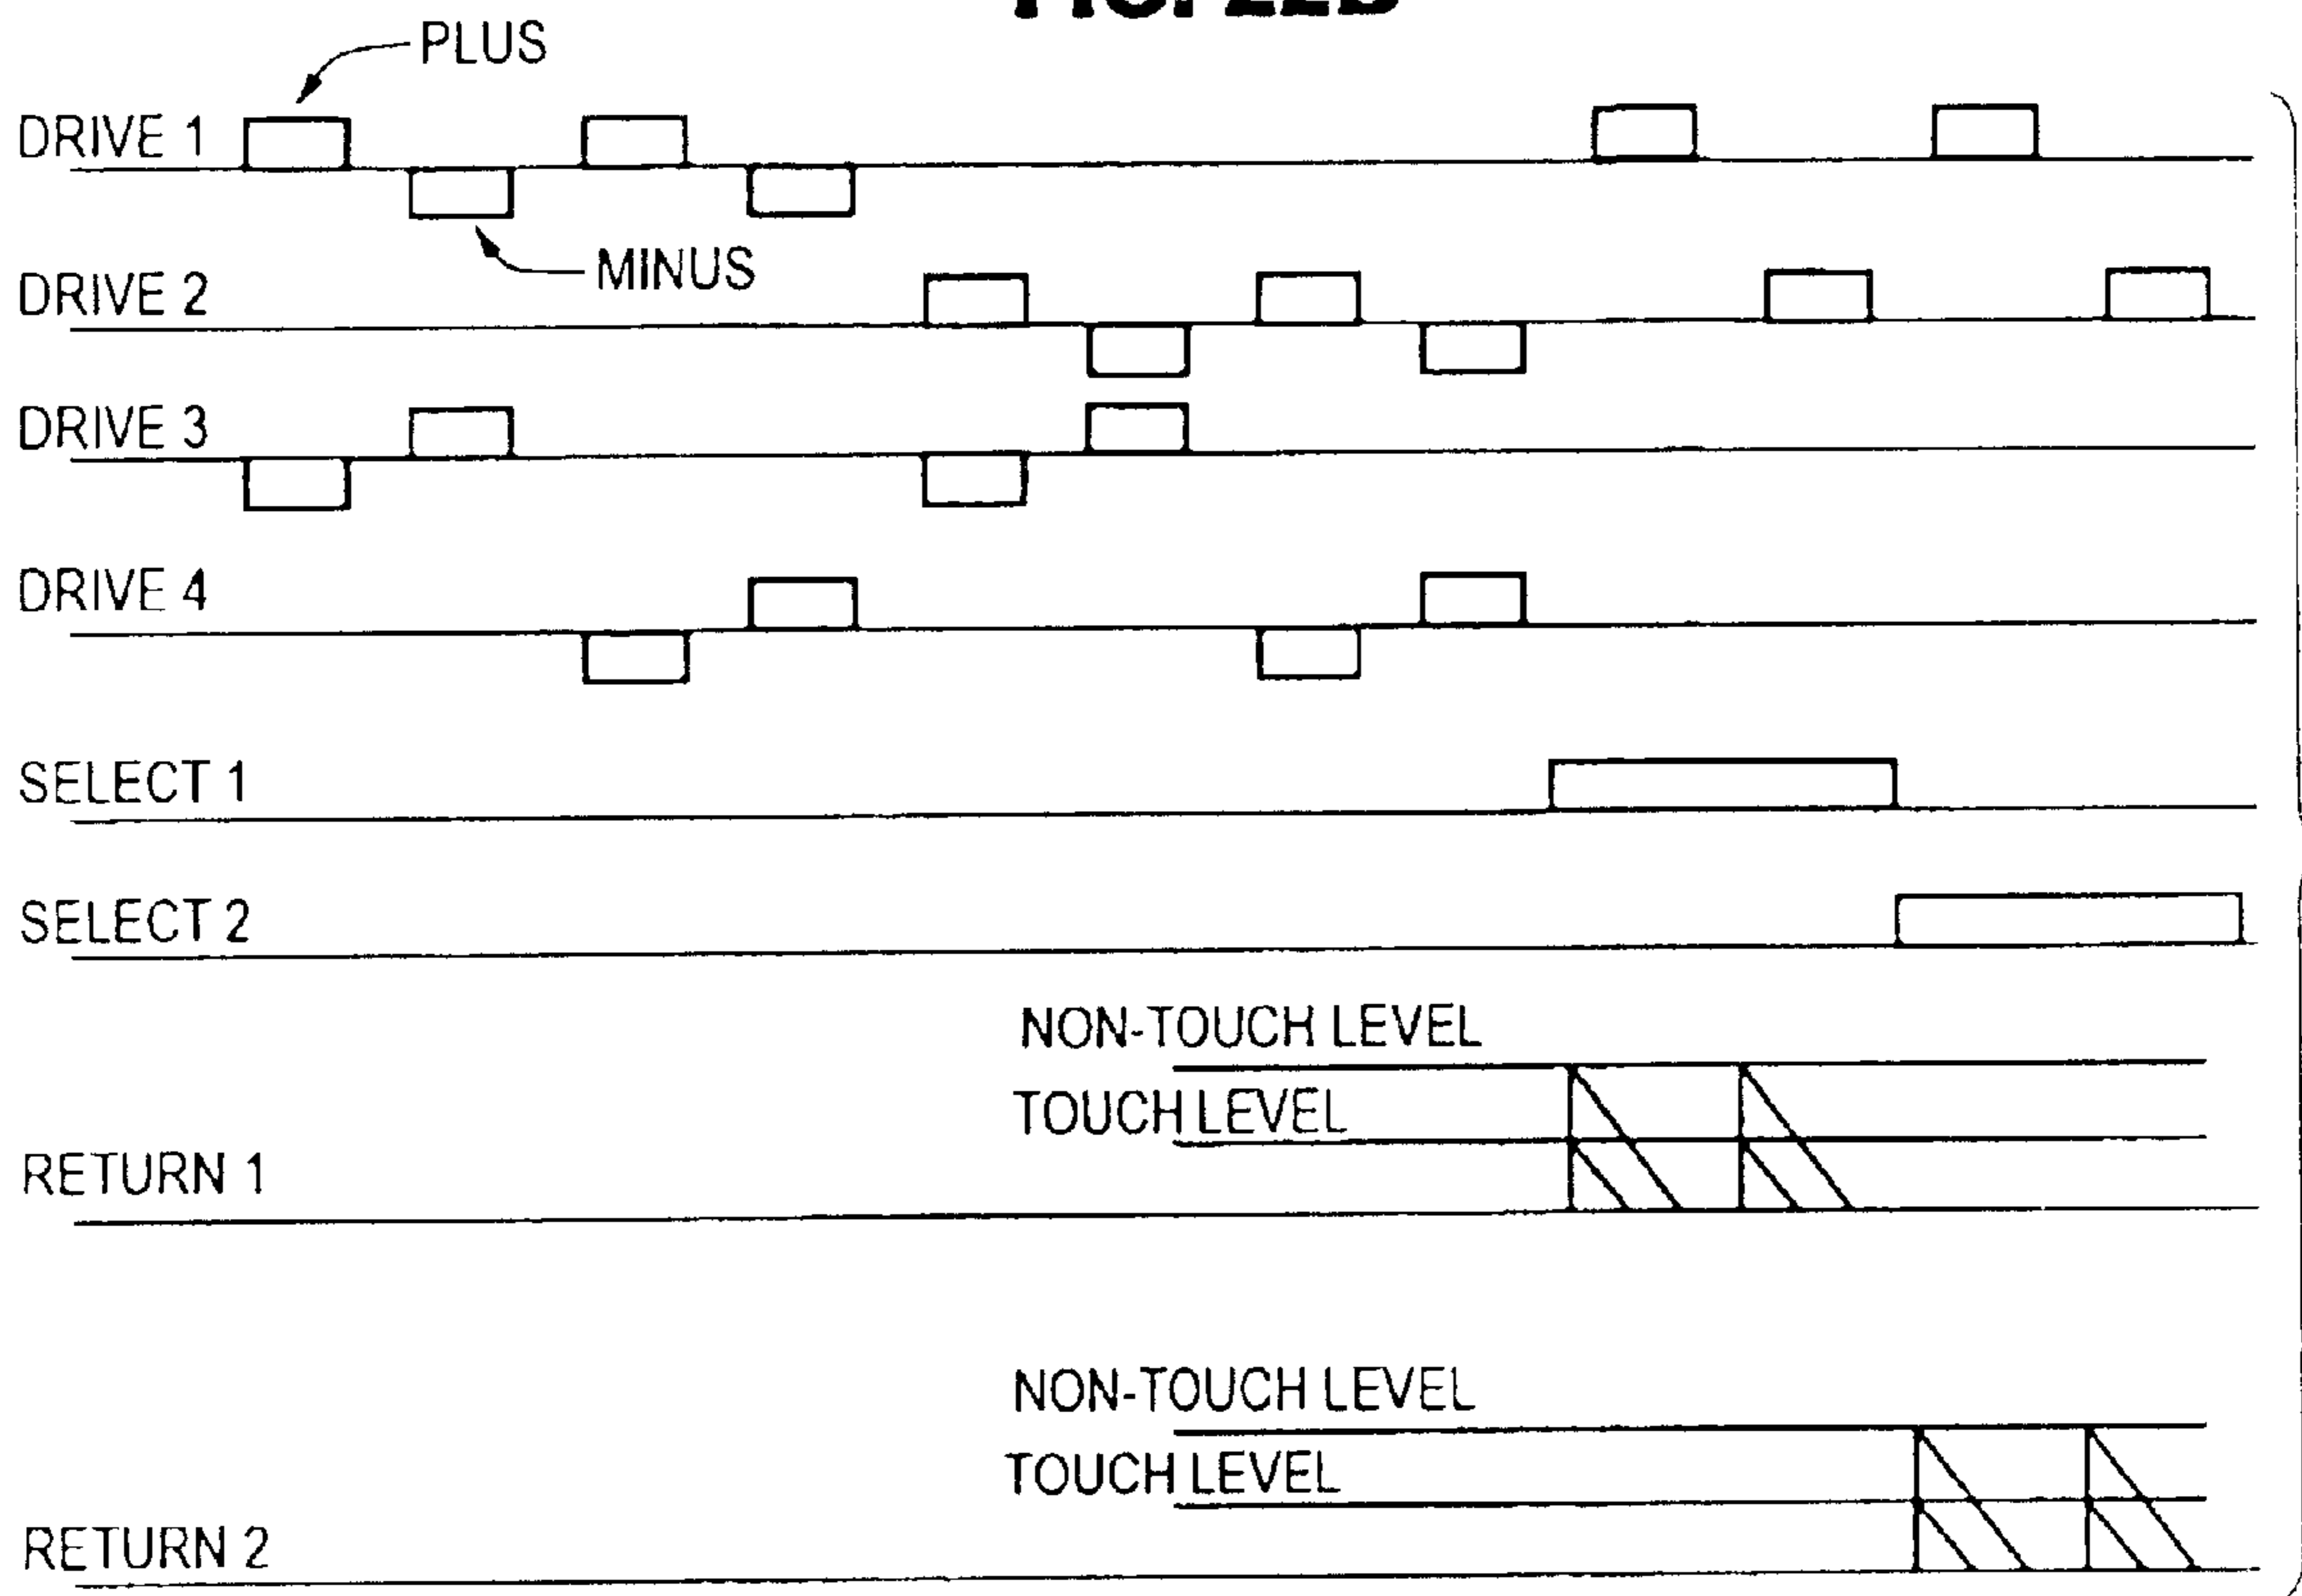 PLUS
DRIVE 1
MINUS
DRIVE 2
DRIVE 3
DRIVE 4
SELECT 1
SELECT 2
NON-TOUCH LEVEL
TOUCH LEVEL
RETURN 1
NON-TOUCH LEVEL
TOUCH LEVEL
RETURN 2